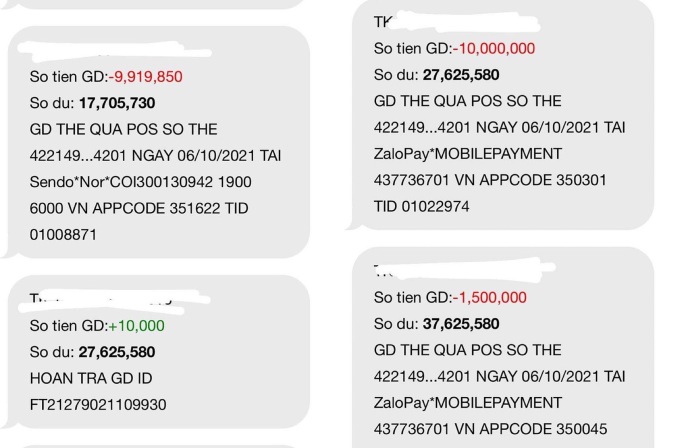 So tien GD:-9,919,850
So du: 17,705,730
GD THE QUA POS SO THE
422149...4201 NGAY 06/10/2021 TAI
Sendo*Nor*COI300130942 1900
6000 VN APPCODE 351622 TID
01008871
So tien GD:+10,000
So du: 27,625,580
HOAN TRA GD ID
FT21279021109930
TK
So tien GD:-10,000,000
So du: 27,625,580
GD THE QUA POS SO THE
422149...4201 NGAY 06/10/2021 TAI
ZaloPay*MOBILEPAYMENT
437736701 VN APPCODE 350301
TID 01022974
So tien GD:-1,500,000
So du: 37,625,580
GD THE QUA POS SO THE
422149...4201 NGAY 06/10/2021 TAI
ZaloPay*MOBILEPAYMENT
437736701 VN APPCODE 350045